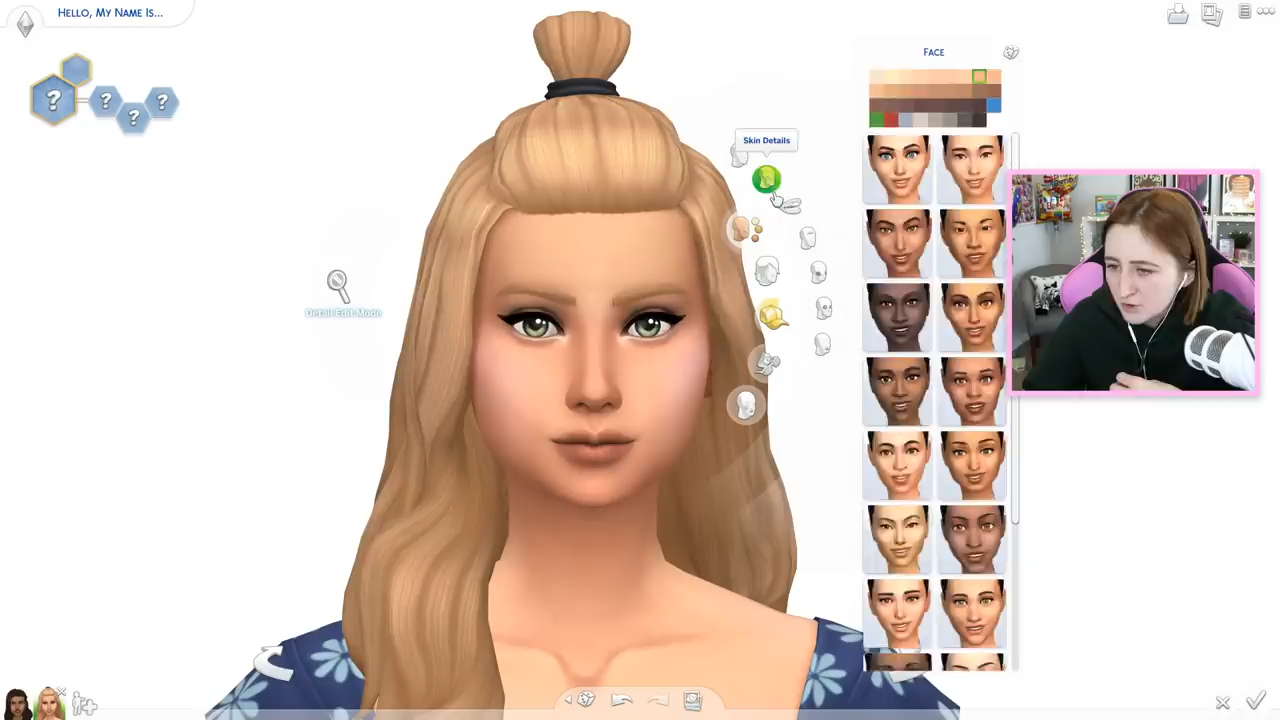 Hello, My Name Is...
Face
Skin Details
? ? ? ?
Detail Edit Mode